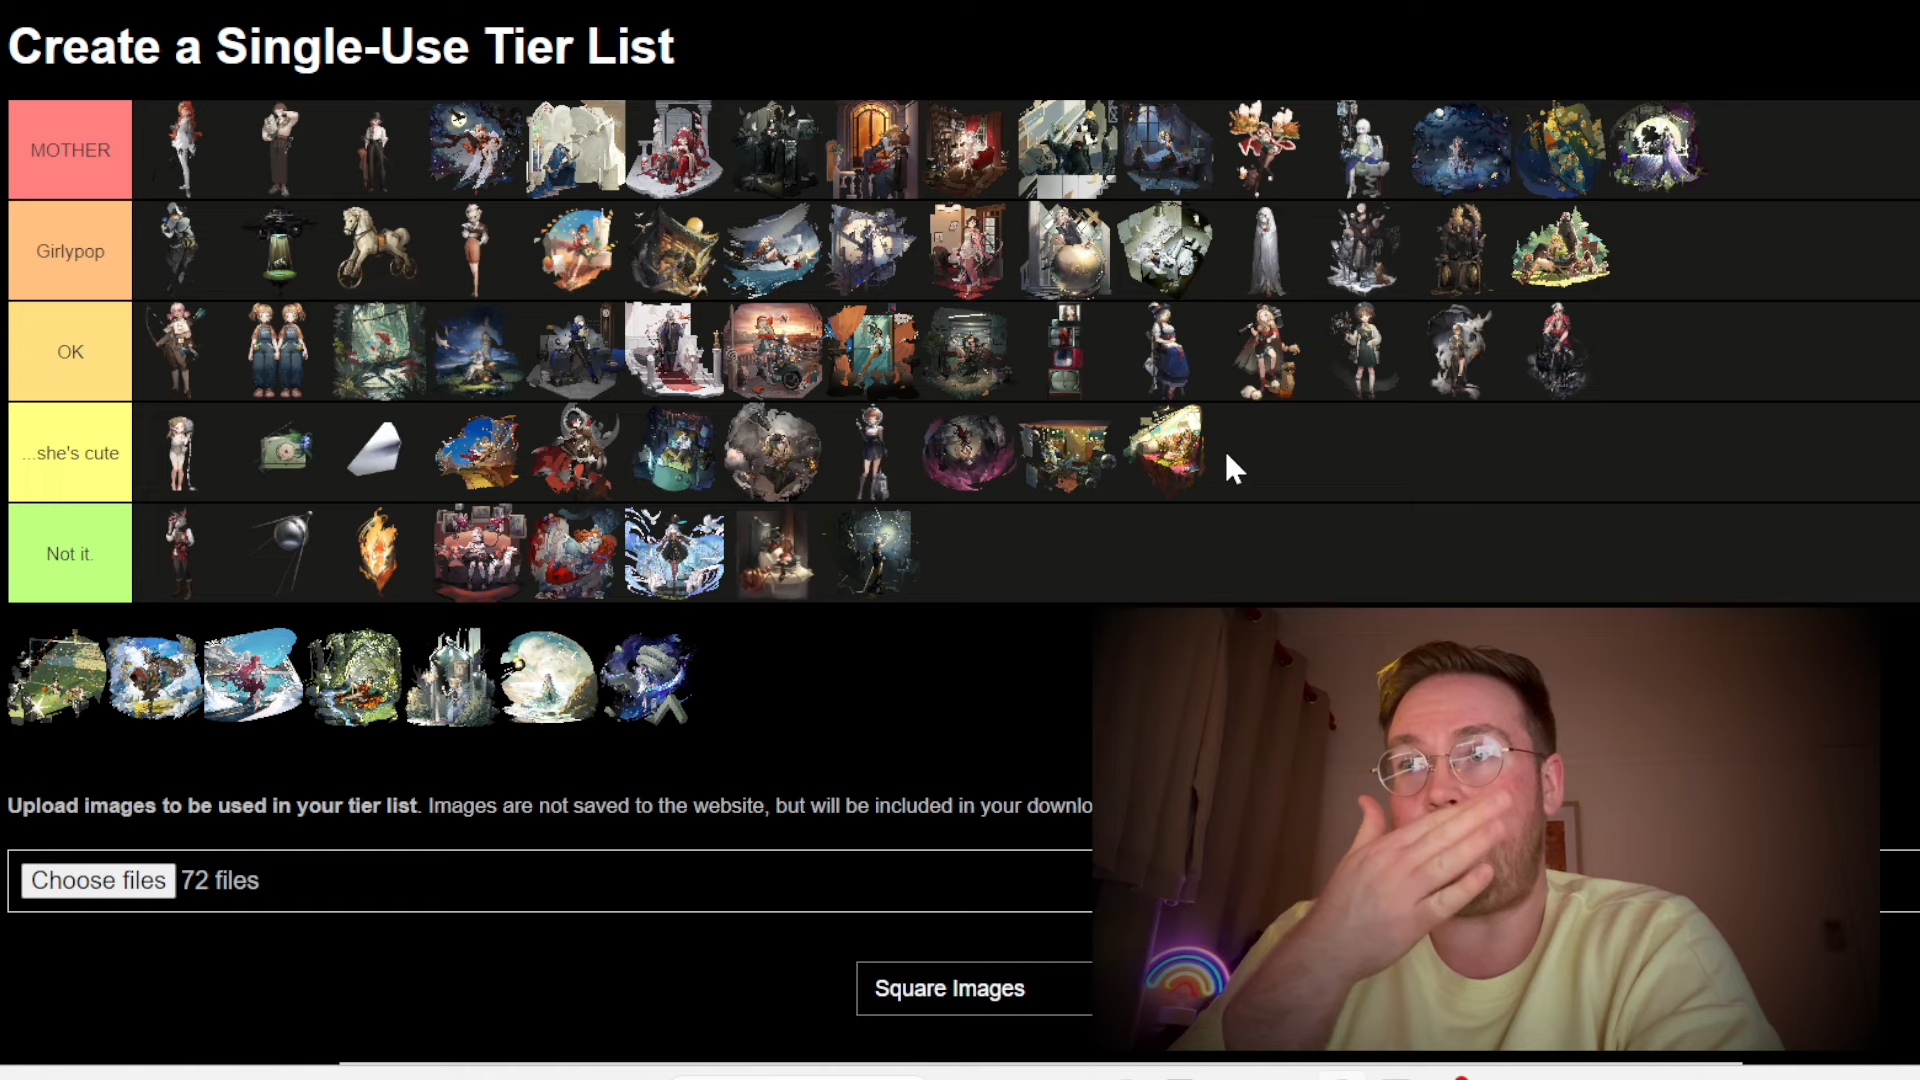 Create a Single-Use Tier List
MOTHER
Girlypop
OK
...she's cute
Not it.
Upload images to be used in your tier list. Images are not saved to the website, but will be included in your downlo
Choose files 72 files
Square Images